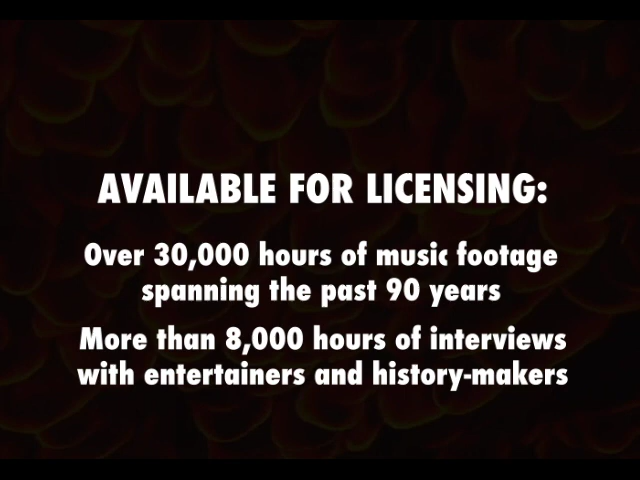 AVAILABLE FOR LICENSING:
Over 30,000 hours of music footage
spanning the past 90 years
More than 8,000 hours of interviews
with entertainers and history-makers